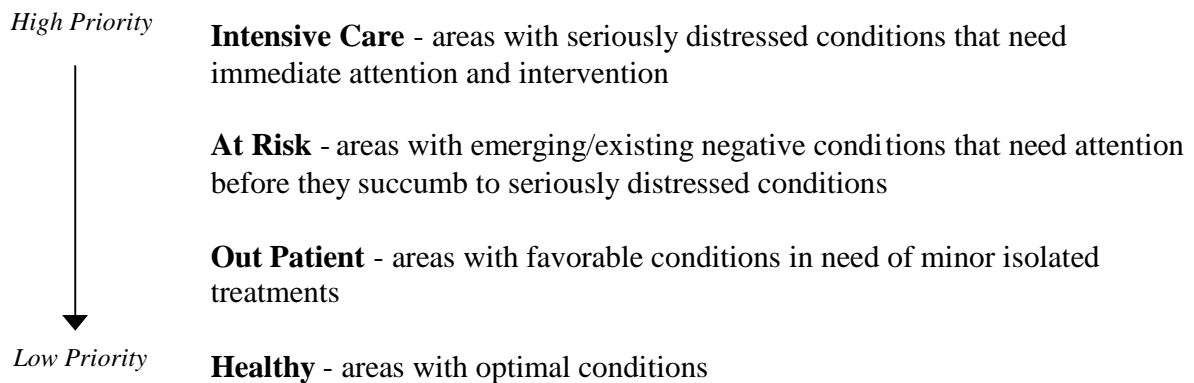 High Priority
Intensive Care - areas with seriously distressed conditions that need
immediate attention and intervention
At Risk - areas with emerging/existing negative conditions that need attention
before they succumb to seriously distressed conditions
Out Patient - areas with favorable conditions in need of minor isolated
treatments
Low Priority
Healthy - areas with optimal conditions